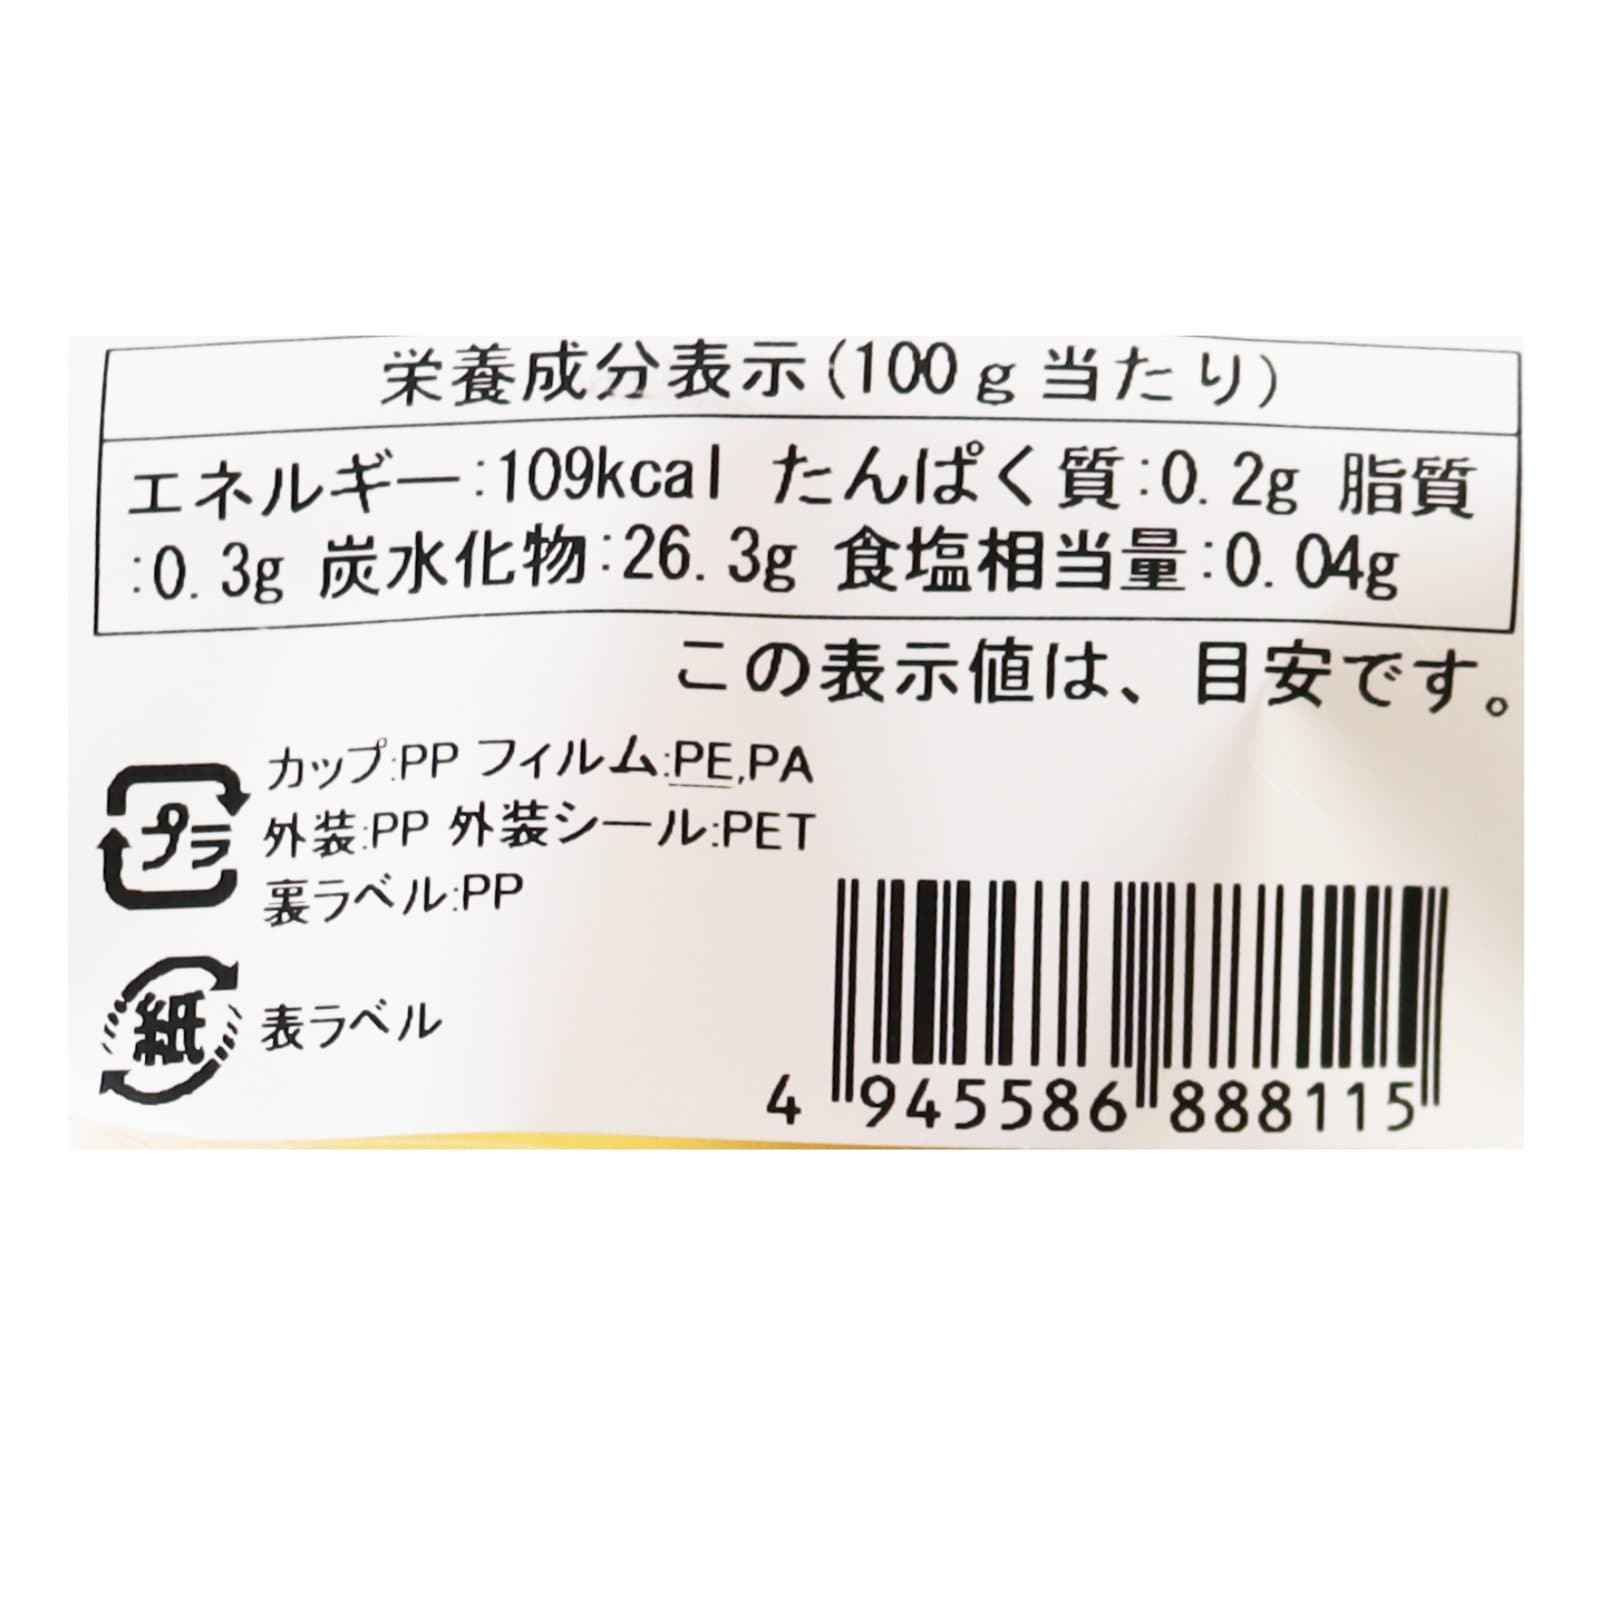 栄養成分表示(100g当たり)
エネルギー:109kcal たんぱく質:0.2g 脂質
:0.3g 炭水化物:26.3g 食塩相当量:0.04g
この表示値は、目安です。
プラ
カップ:PP フィルム:PE,PA
外装:PP 外装シール:PET
裏ラベル:PP
紙
表ラベル
4 945586 888115